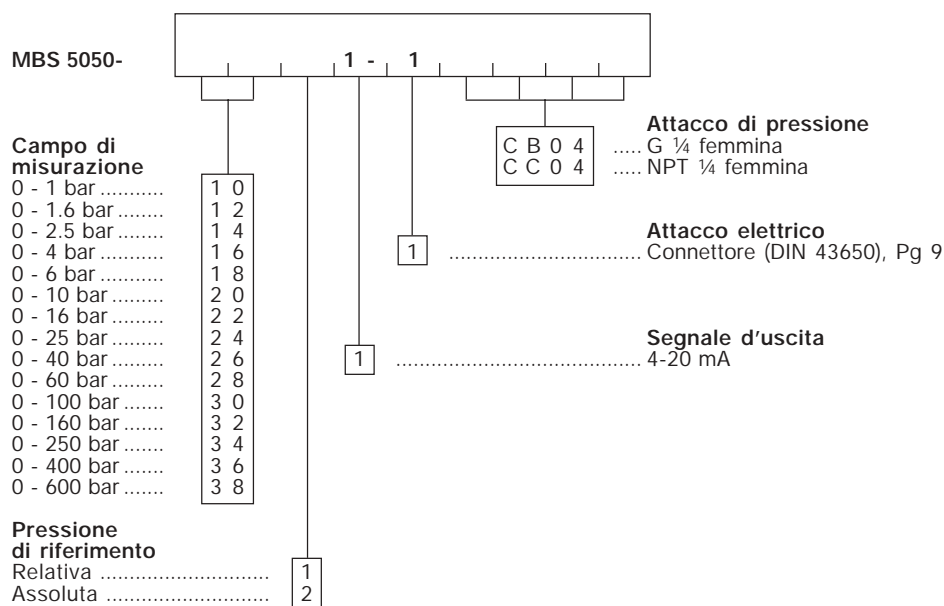 MBS 5050- 1 - 1
Attacco di pressione
C B 0 4 ..... G ¼ femmina
C C 0 4 ..... NPT ¼ femmina
Campo di
misurazione
0 - 1 bar ........... 1 0
0 - 1.6 bar ........ 1 2
0 - 2.5 bar ........ 1 4
0 - 4 bar ........... 1 6
0 - 6 bar ........... 1 8
0 - 10 bar ......... 2 0
0 - 16 bar ......... 2 2
0 - 25 bar ......... 2 4
0 - 40 bar ......... 2 6
0 - 60 bar ......... 2 8
0 - 100 bar ....... 3 0
0 - 160 bar ....... 3 2
0 - 250 bar ....... 3 4
0 - 400 bar ....... 3 6
0 - 600 bar ....... 3 8
Attacco elettrico
1 ................................ Connettore (DIN 43650), Pg 9
Segnale d'uscita
1 ......................................... 4-20 mA
Pressione
di riferimento
Relativa ............................ 1
Assoluta ........................... 2